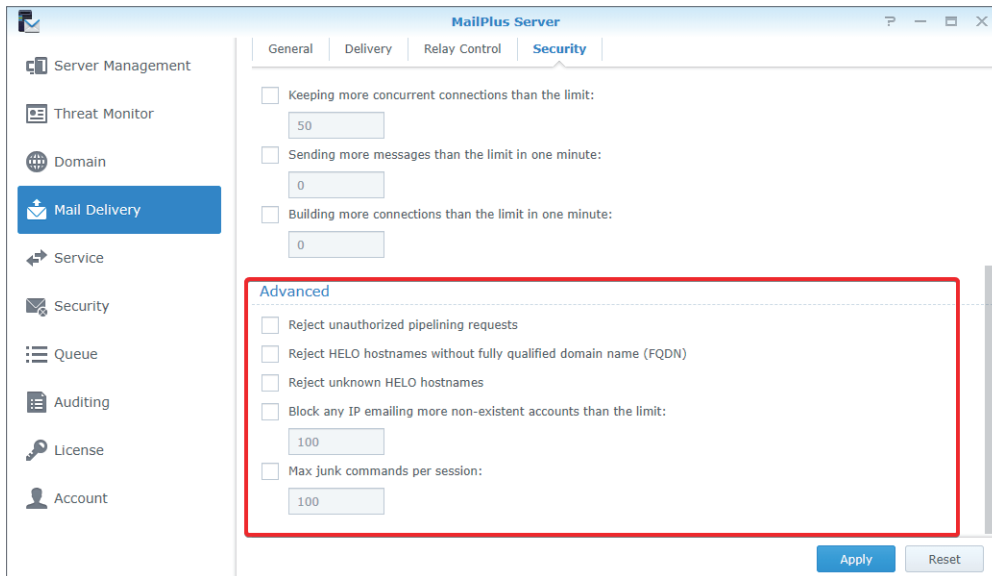 MailPlus Server
Server Management
Threat Monitor
Domain
Mail Delivery
Service
Security
Queue
Auditing
License
Account
General Delivery Relay Control Security
Keeping more concurrent connections than the limit:
50
Sending more messages than the limit in one minute:
0
Building more connections than the limit in one minute:
0
Advanced
Reject unauthorized pipelining requests
Reject HELO hostnames without fully qualified domain name (FQDN)
Reject unknown HELO hostnames
Block any IP emailing more non-existent accounts than the limit:
100
Max junk commands per session:
100
Apply Reset